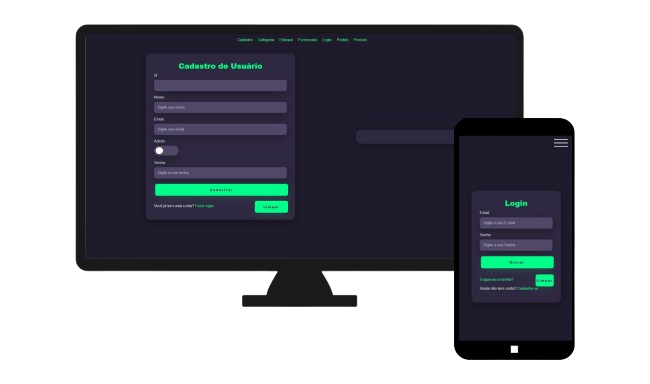 Cadastro Categoria Estoque Fornecedor Login Pedido Produto
Cadastro de Usuário
Id
Nome
Digite seu nome
Email
Digite seu email
Admin
Senha
Digite a sua senha
Cadastrar
Você já tem uma conta? Fazer login
Limpar
Login
Email
Digite o seu E-mail
Senha
Digite a sua Senha
Entrar
Esqueceu a senha?
Limpar
Ainda não tem conta? Cadastre-se